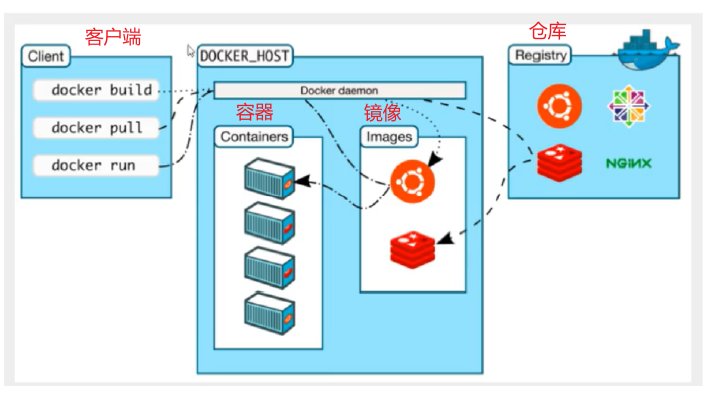 客户端
仓库
Client
DOCKER_HOST
Registry
docker build
Docker daemon
容器
镜像
docker pull
Containers
Images
docker run
NGINX